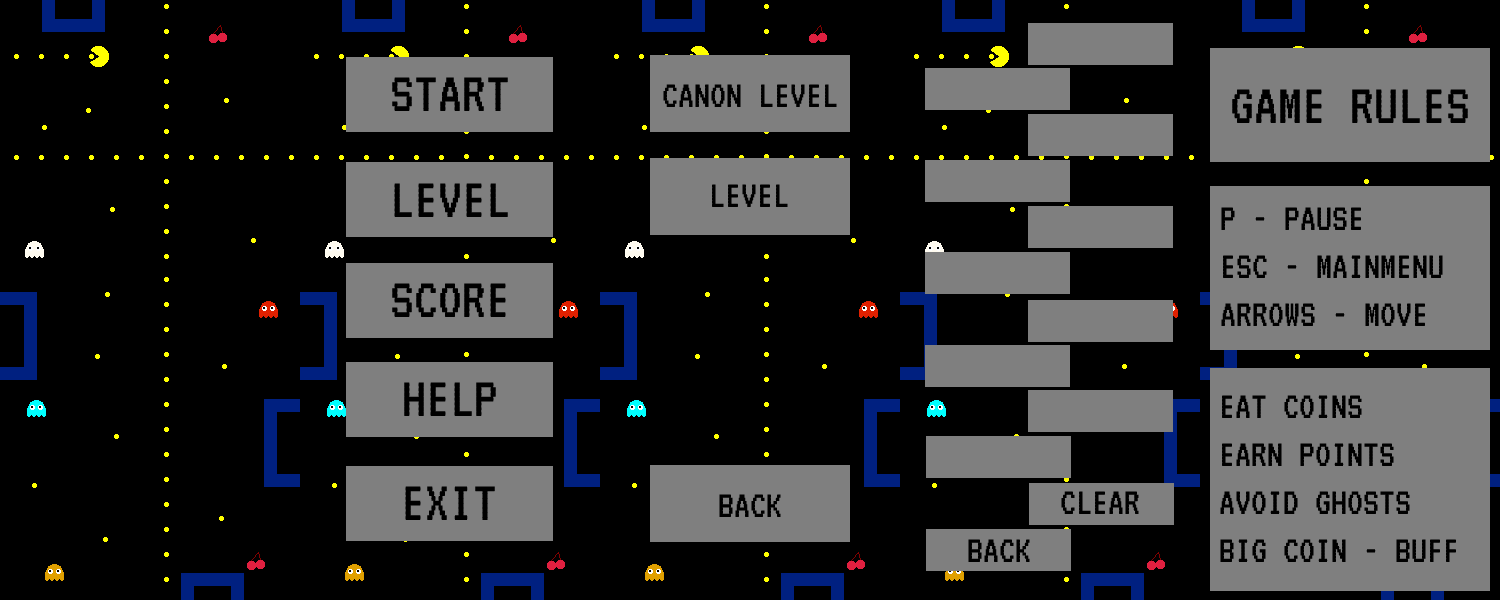 START
LEVEL
SCORE
HELP
EXIT
CANON LEVEL
LEVEL
BACK
CLEAR
BACK
GAME RULES
P - PAUSE
ESC - MAINMENU
ARROWS - MOVE
EAT COINS
EARN POINTS
AVOID GHOSTS
BIG COIN - BUFF